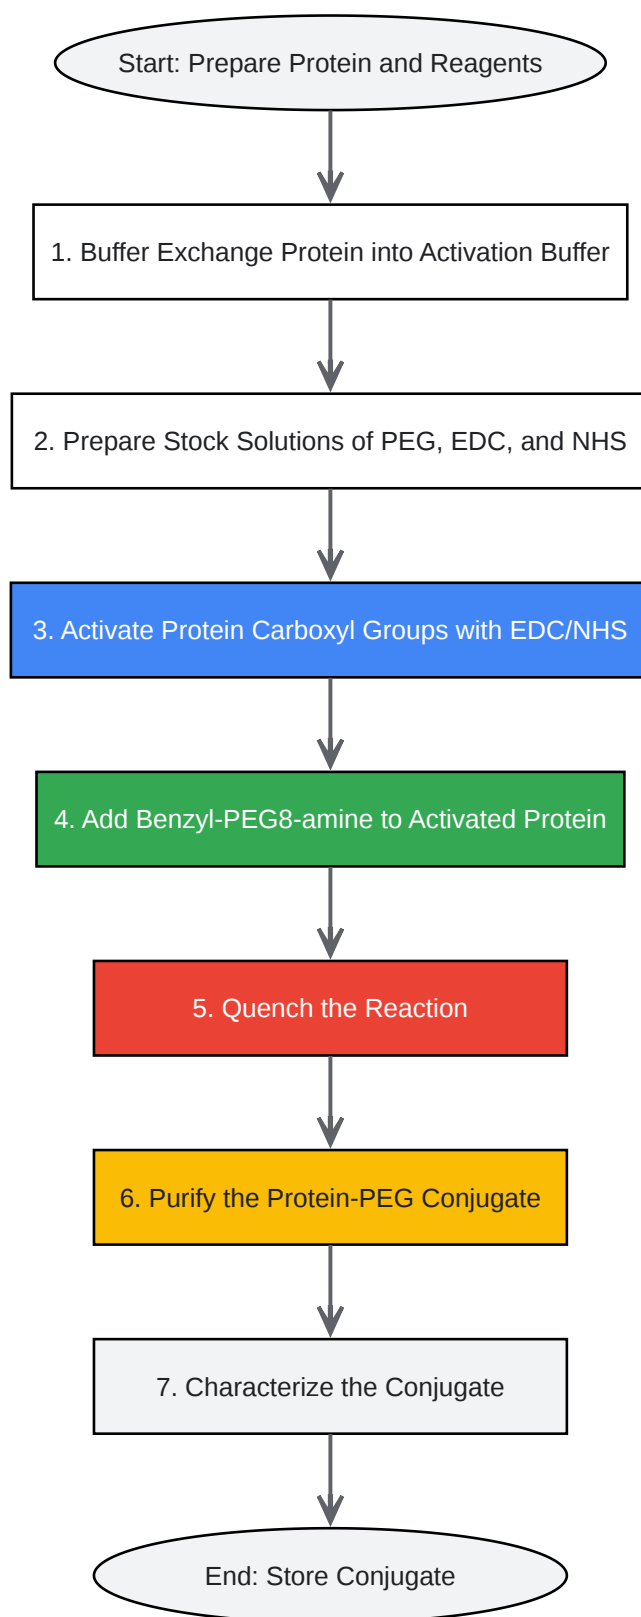 Start: Prepare Protein and Reagents
1. Buffer Exchange Protein into Activation Buffer
2. Prepare Stock Solutions of PEG, EDC, and NHS
3. Activate Protein Carboxyl Groups with EDC/NHS
4. Add Benzyl-PEG8-amine to Activated Protein
5. Quench the Reaction
6. Purify the Protein-PEG Conjugate
7. Characterize the Conjugate
End: Store Conjugate